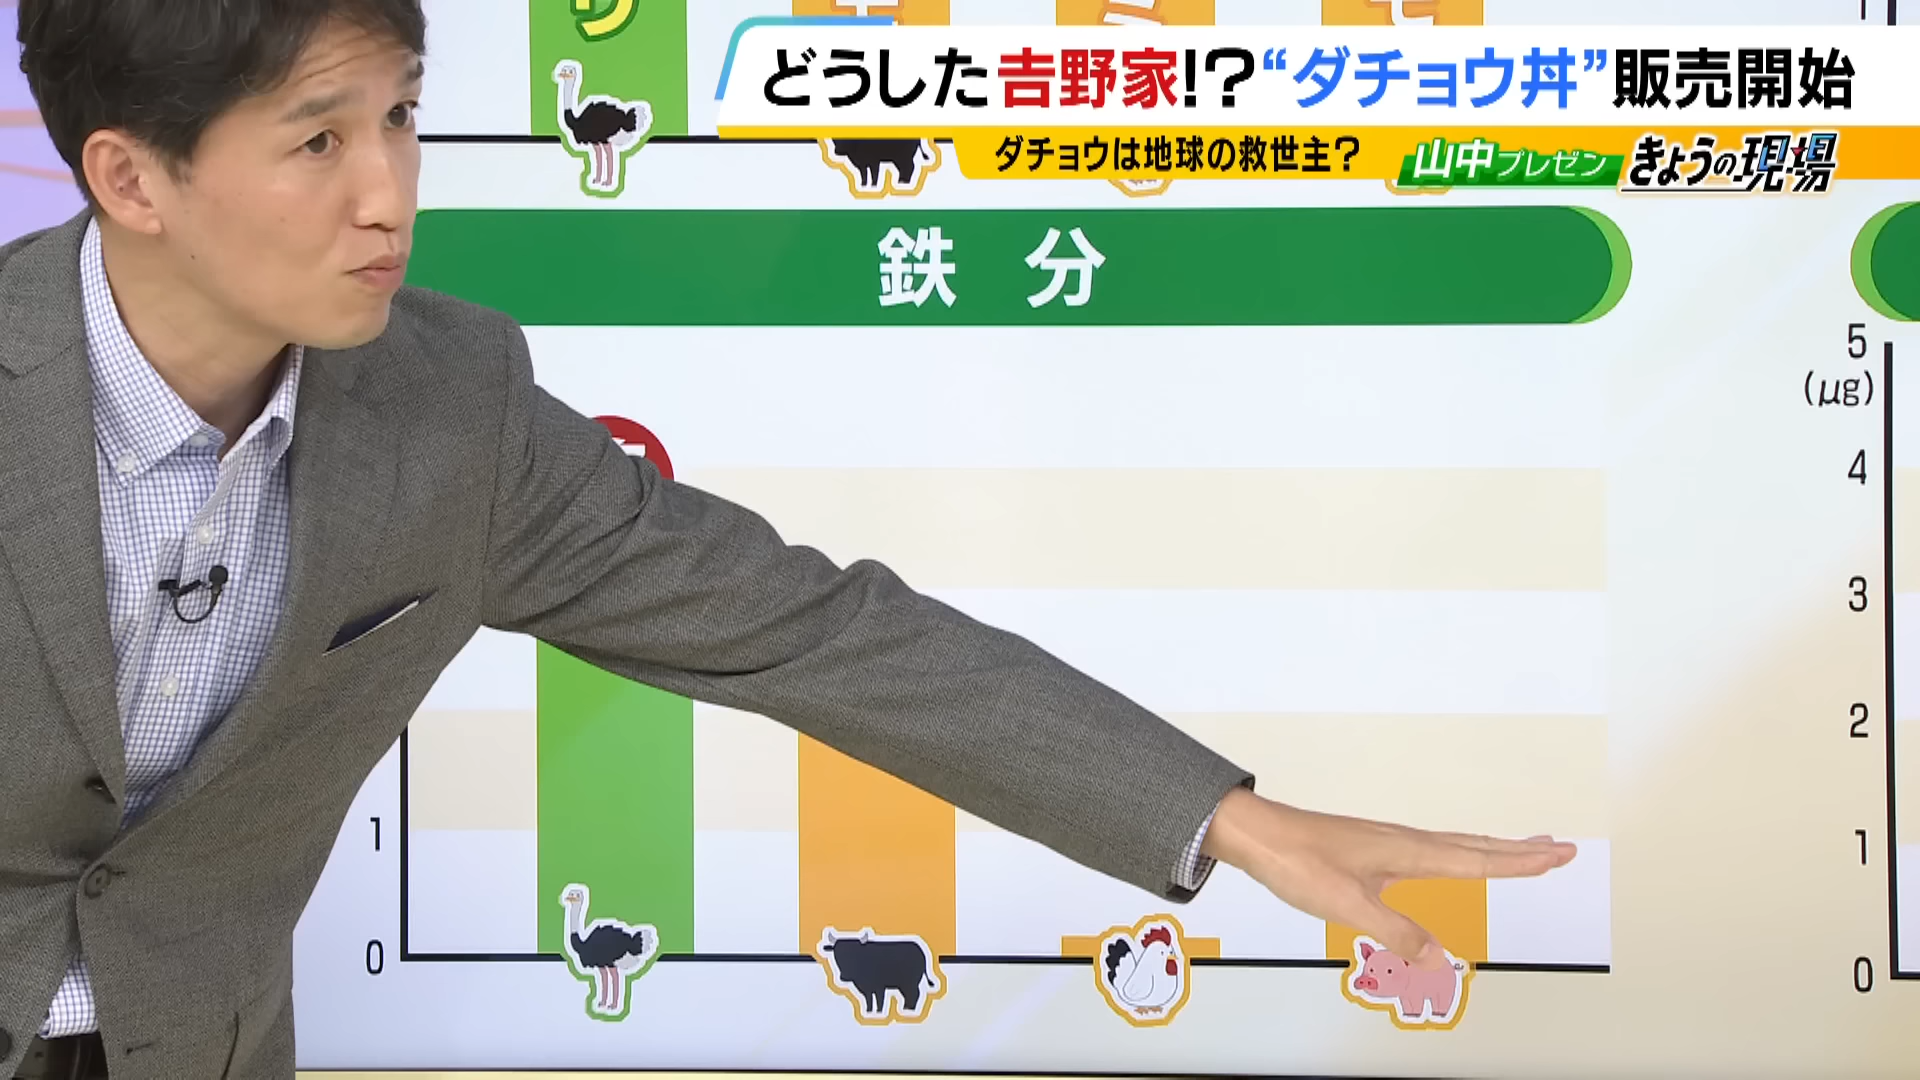 どうした𠮷野家!?“ダチョウ丼”販売開始
ダチョウは地球の救世主?
山中プレゼン
きょうの現場
鉄分
1
0
5
(μg)
4
3
2
1
0